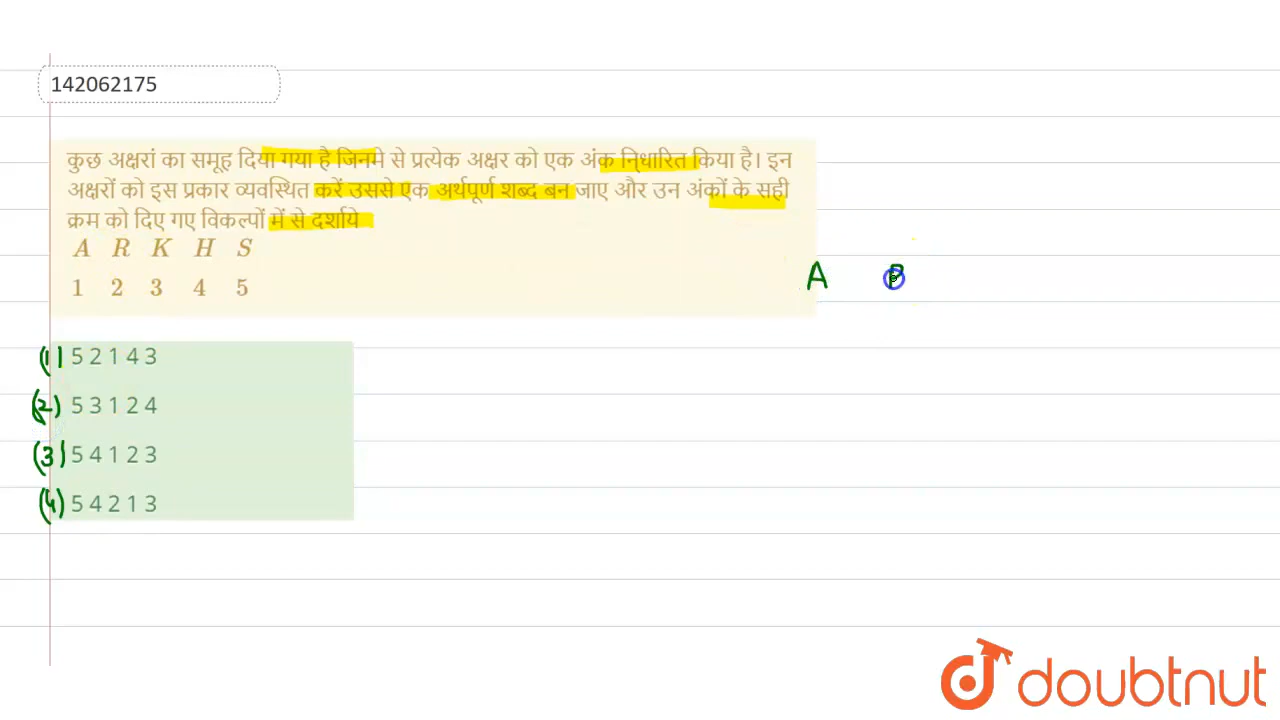 142062175
कुछ अक्षरां का समूह दिया गया है जिनमे से प्रत्येक अक्षर को एक अंक निर्धारित किया है। इन
अक्षरों को इस प्रकार व्यवस्थित करें उससे एक अर्थपूर्ण शब्द बन जाए और उन अंकों के सही
क्रम को दिए गए विकल्पों में से दर्शाये
A R K H S
1 2 3 4 5
A
(1) 5 2 1 4 3
(2) 5 3 1 2 4
(3) 5 4 1 2 3
(4) 5 4 2 1 3
doubtnut